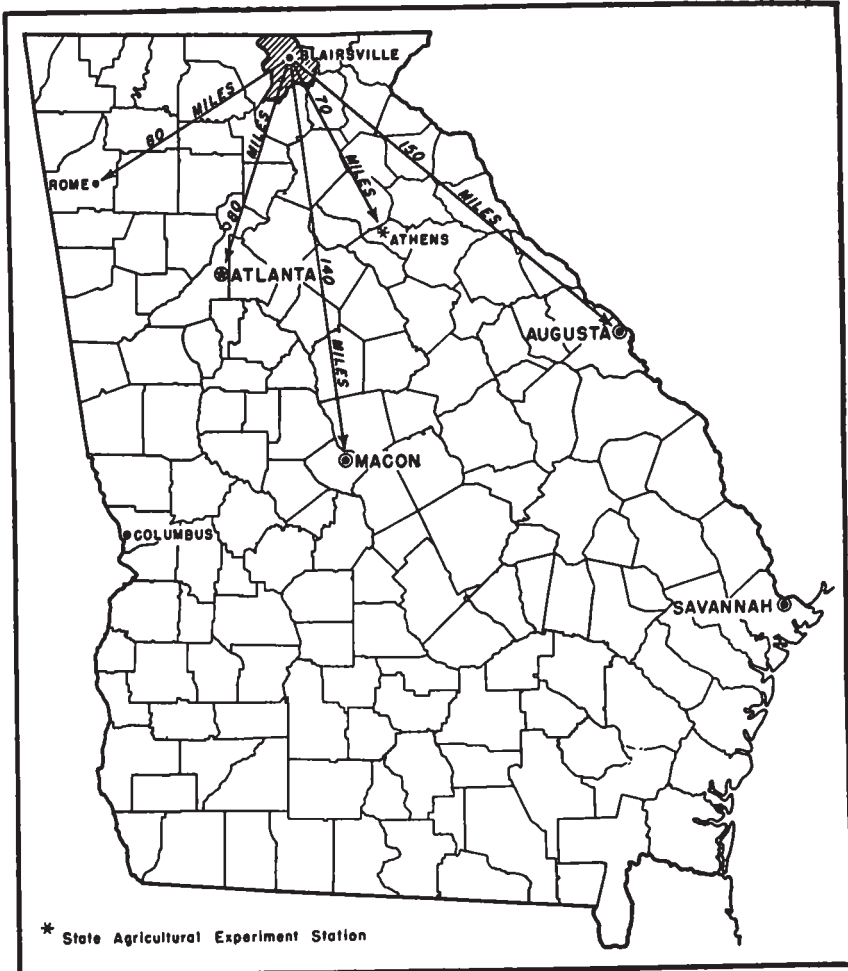 BLAIRSVILLE
80 MILES
80 MILES
140 MILES
70 MILES
150 MILES
ROME
* ATHENS
ATLANTA
AUGUSTA
MACON
COLUMBUS
SAVANNAH
* State Agricultural Experiment Station